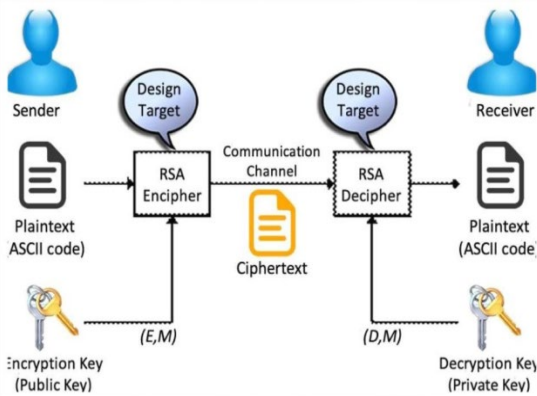 Sender
Plaintext
(ASCII code)
Encryption Key
(Public Key)
Design
Target
RSA
Encipher
(E,M)
Communication
Channel
Ciphertext
Design
Target
RSA
Decipher
(D,M)
Receiver
Plaintext
(ASCII code)
Decryption Key
(Private Key)